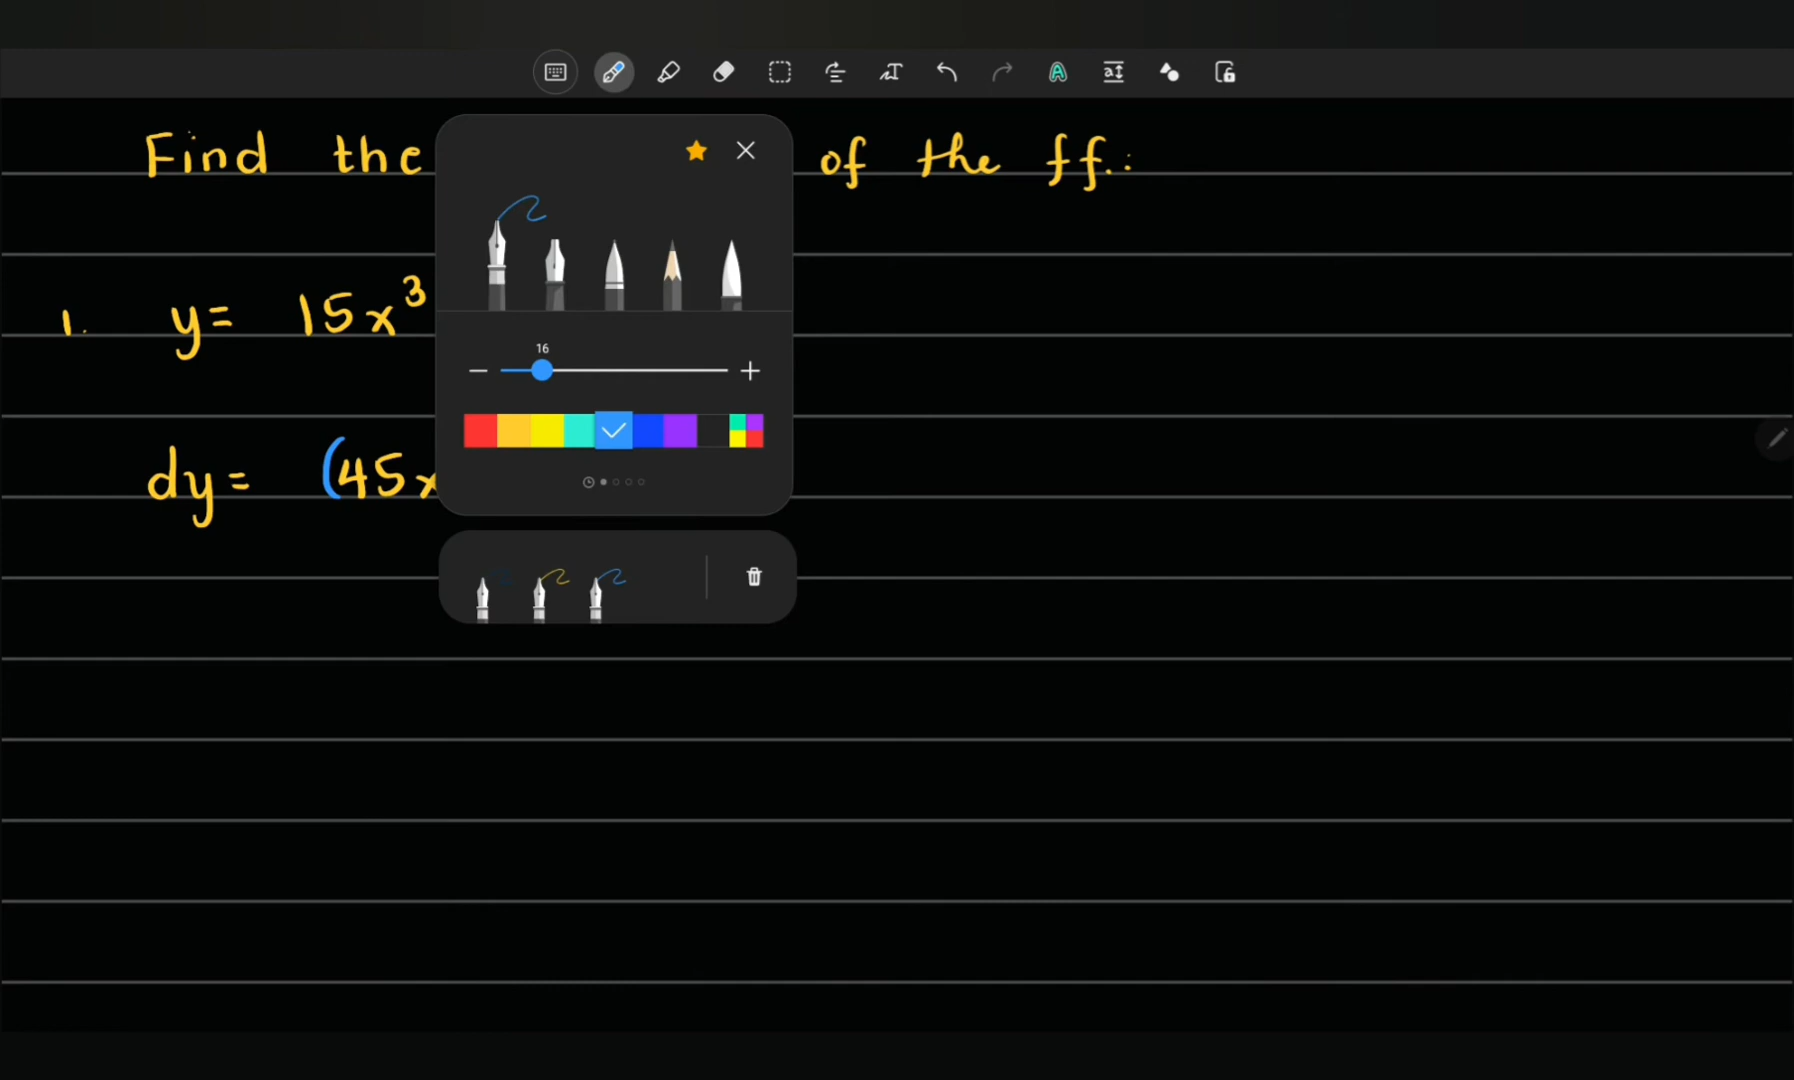 Find the of the ff.:
1. y= 15x³
16
dy= (45x